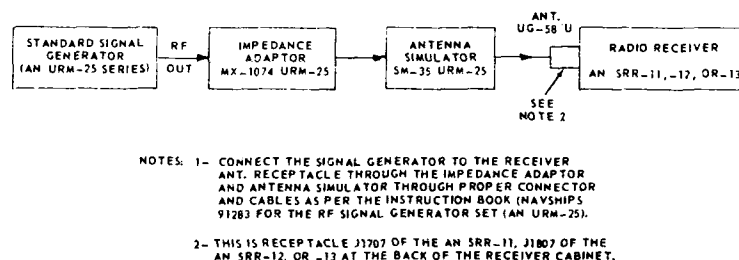 STANDARD SIGNAL
GENERATOR
(AN URM-25 SERIES)
RF
OUT
IMPEDANCE
ADAPTOR
MX-1074 URM-25
ANTENNA
SIMULATOR
SM-35 URM-25
ANT.
UG-58 U
SEE
NOTE 2
RADIO RECEIVER
AN SRR-11,-12, OR-13
NOTES: 1- CONNECT THE SIGNAL GENERATOR TO THE RECEIVER
ANT. RECEPTACLE THROUGH THE IMPEDANCE ADAPTOR
AND ANTENNA SIMULATOR THROUGH PROPER CONNECTOR
AND CABLES AS PER THE INSTRUCTION BOOK (NAVSHIPS
91283 FOR THE RF SIGNAL GENERATOR SET (AN URM-25).
2- THIS IS RECEPTACLE J1707 OF THE AN SRR-11, J1807 OF THE
AN SRR-12, OR -13 AT THE BACK OF THE RECEIVER CABINET.